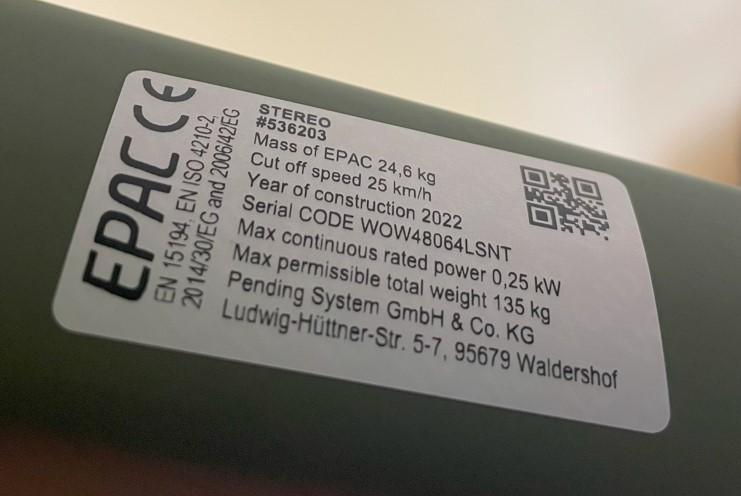 EPAC CE
EN 15194, EN ISO 4210-2,
2014/30/EG and 2006/42/EG
STEREO
#536203
Mass of EPAC 24,6 kg
Cut off speed 25 km/h
Year of construction 2022
Serial CODE WOW48064LSNT
Max continuous rated power 0,25 kW
Max permissible total weight 135 kg
Pending System GmbH & Co. KG
Ludwig-Hüttner-Str. 5-7, 95679 Waldershof